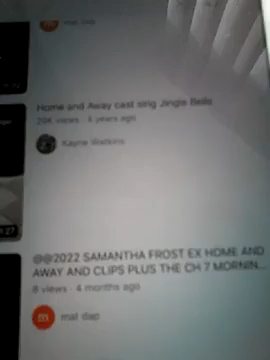 Home and Away cast sing Jingle Bells
29K views · 4 years ago
Kayne Watkins
@@2022 SAMANTHA FROST EX HOME AND
AWAY AND CLIPS PLUS THE CH 7 MORNIN...
8 views · 4 months ago
m mat dap